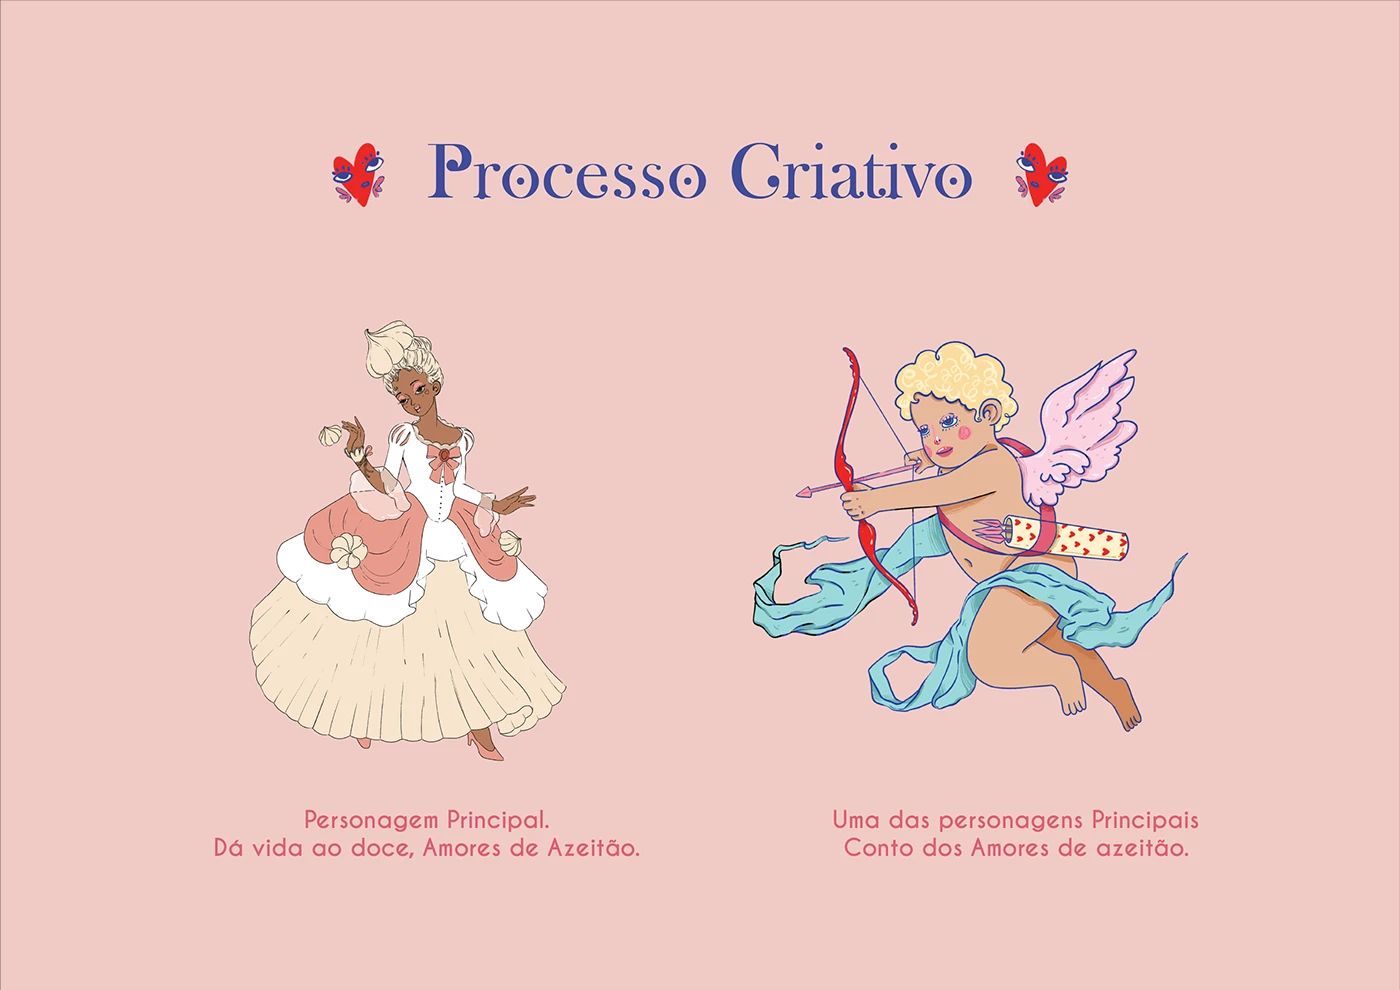 Processo Criativo
Personagem Principal.
Dá vida ao doce, Amores de Azeitão.
Uma das personagens Principais
Conto dos Amores de azeitão.